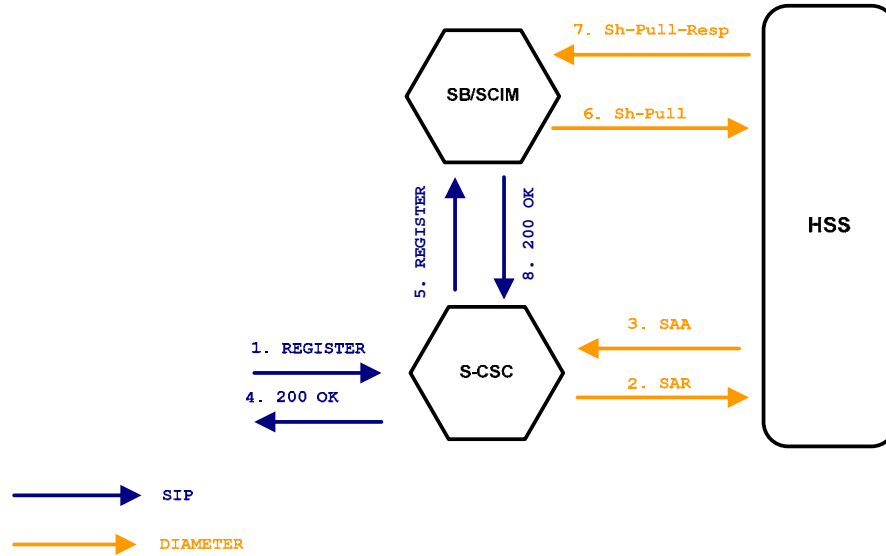 7. Sh-Pull-Resp
SB/SCIM
6. Sh-Pull
5. REGISTER
8. 200 OK
HSS
3. SAA
1. REGISTER
S-CSC
2. SAR
4. 200 OK
SIP
DIAMETER